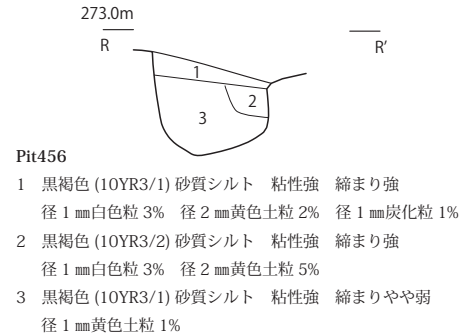 273.0m
R R’
1
2
3
Pit456
1 黒褐色 (10YR3/1) 砂質シルト 粘性強 締まり強
径 1 ㎜白色粒 3% 径 2 ㎜黄色土粒 2% 径 1 ㎜炭化粒 1%
2 黒褐色 (10YR3/2) 砂質シルト 粘性強 締まり強
径 1 ㎜白色粒 3% 径 2 ㎜黄色土粒 5%
3 黒褐色 (10YR3/1) 砂質シルト 粘性強 締まりやや弱
径 1 ㎜黄色土粒 1%